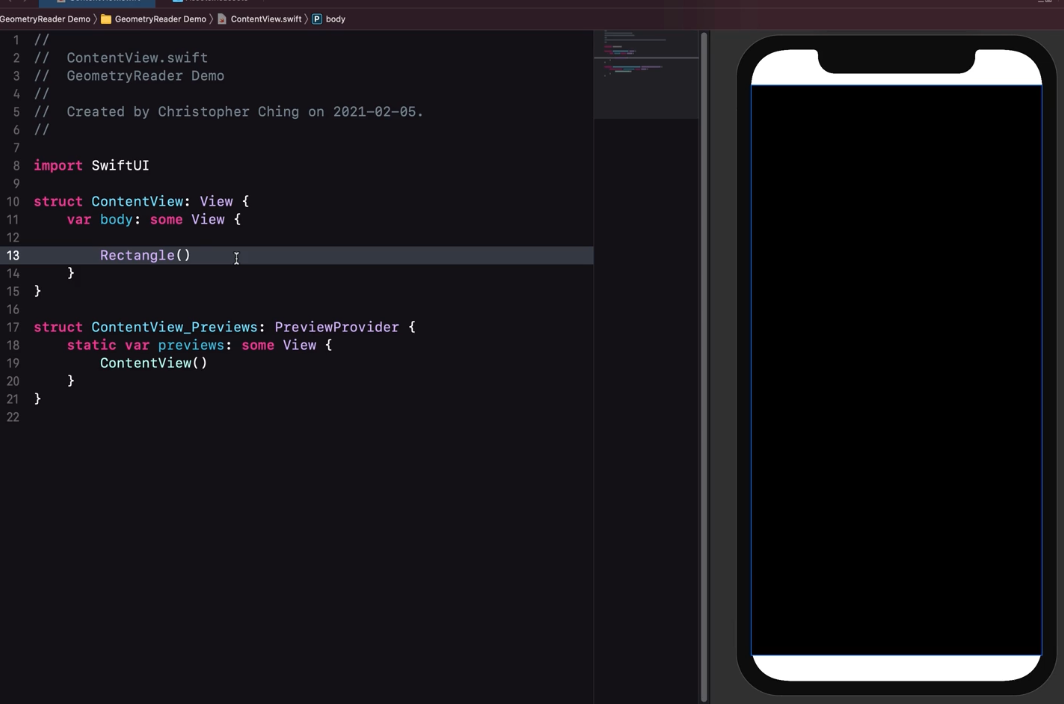 GeometryReader Demo 〉 GeometryReader Demo 〉 ContentView.swift 〉 P body
1 //
2 //  ContentView.swift
3 //  GeometryReader Demo
4 //
5 //  Created by Christopher Ching on 2021-02-05.
6 //
7
8 import SwiftUI
9
10 struct ContentView: View {
11     var body: some View {
12
13         Rectangle()
14     }
15 }
16
17 struct ContentView_Previews: PreviewProvider {
18     static var previews: some View {
19         ContentView()
20     }
21 }
22